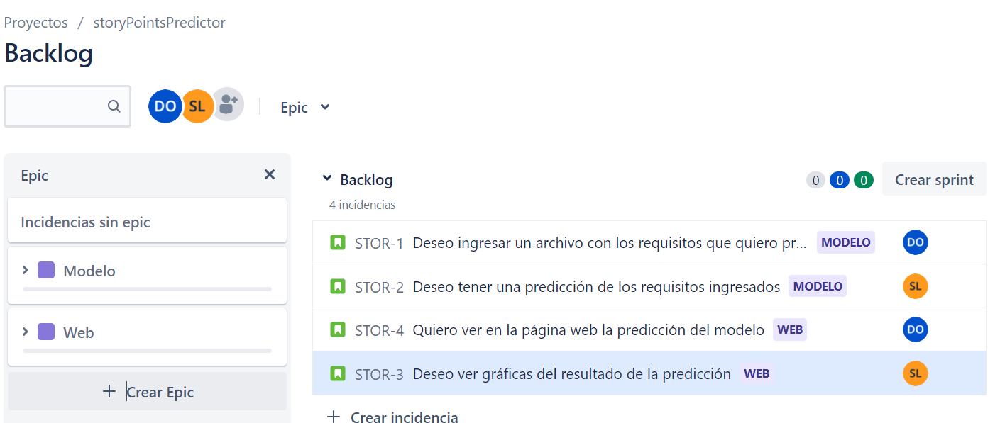 Proyectos / storyPointsPredictor
Backlog
DO SL Epic
Epic
Incidencias sin epic
Modelo
Web
+ Crear Epic
Backlog 0 0 0 Crear sprint
4 incidencias
STOR-1 Deseo ingresar un archivo con los requisitos que quiero pr... MODELO DO
STOR-2 Deseo tener una predicción de los requisitos ingresados MODELO SL
STOR-4 Quiero ver en la página web la predicción del modelo WEB DO
STOR-3 Deseo ver gráficas del resultado de la predicción WEB SL
+ Crear incidencia